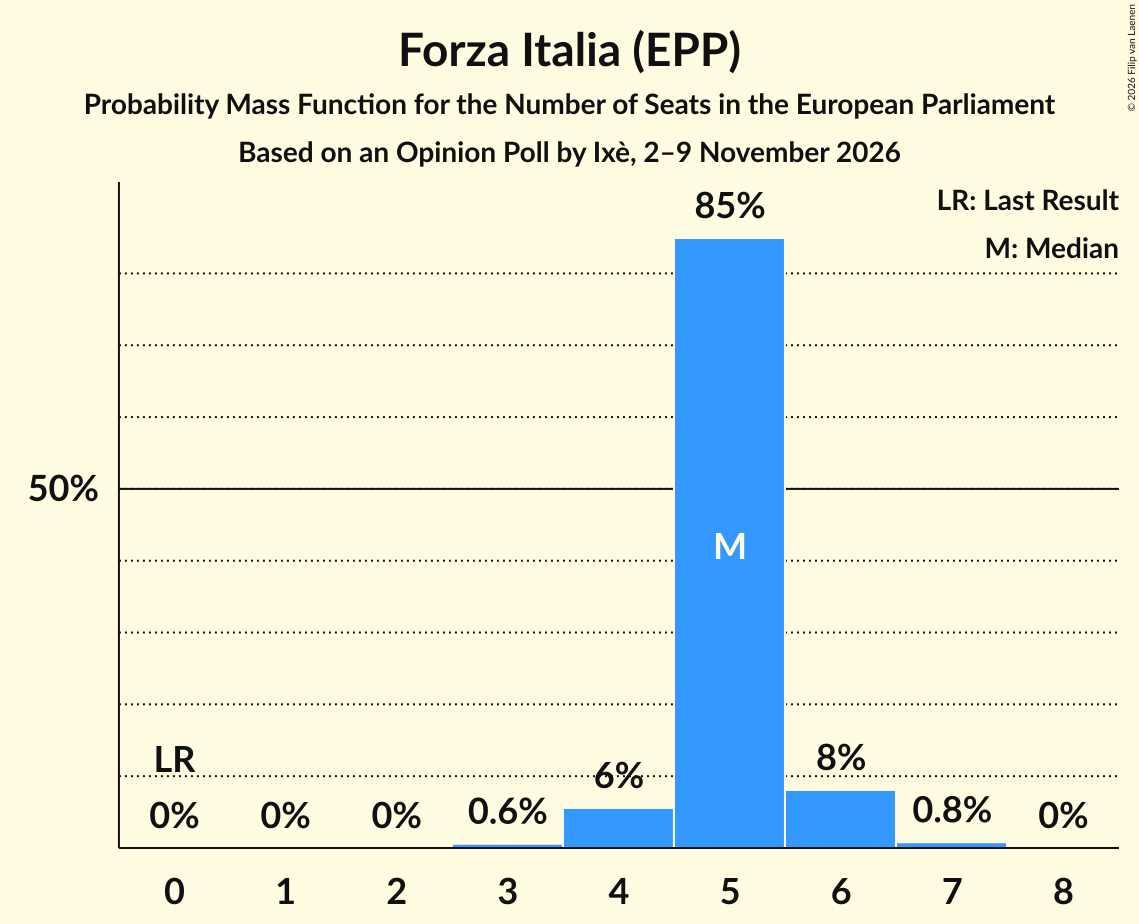 Forza Italia (EPP)
Probability Mass Function for the Number of Seats in the European Parliament
Based on an Opinion Poll by Ixè, 2–9 November 2026
© 2026 Filip van Laenen
LR: Last Result
M: Median
85%
50%
M
LR
0%
0%
0%
0.6%
6%
8%
0.8%
0%
0 1 2 3 4 5 6 7 8